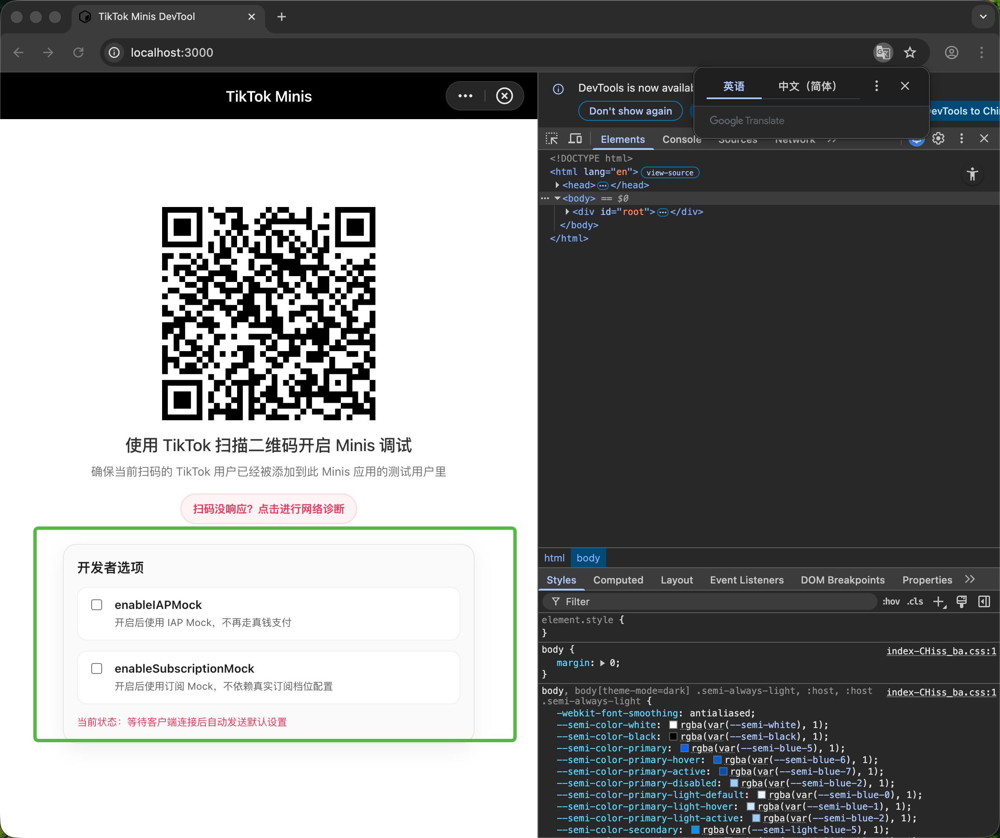 TikTok Minis DevTool
localhost:3000
TikTok Minis
使用 TikTok 扫描二维码开启 Minis 调试
确保当前扫码的 TikTok 用户已经被添加到此 Minis 应用的测试用户里
扫码没响应？点击进行网络诊断
开发者选项
enableIAPMock
开启后使用 IAP Mock，不再走真钱支付
enableSubscriptionMock
开启后使用订阅 Mock，不依赖真实订阅档位配置
当前状态：等待客户端连接后自动发送默认设置
英语 中文（简体）
Google Translate
DevTools is now availab
Don't show again
DevTools to Chi
Elements Console Sources Network
<!DOCTYPE html>
<html lang="en"> view-source
<head>…</head>
… <body> == $0
<div id="root">…</div>
</body>
</html>
html body
Styles Computed Layout Event Listeners DOM Breakpoints Properties
Filter :hov .cls
element.style {
}
body { index-CHiss_ba.css:1
margin: 0;
}
body, body[theme-mode=dark] .semi-always-light, :host, :host index-CHiss_ba.css:1
.semi-always-light {
-webkit-font-smoothing: antialiased;
--semi-color-white: rgba(var(--semi-white), 1);
--semi-color-black: rgba(var(--semi-black), 1);
--semi-color-primary: rgba(var(--semi-blue-5), 1);
--semi-color-primary-hover: rgba(var(--semi-blue-6), 1);
--semi-color-primary-active: rgba(var(--semi-blue-7), 1);
--semi-color-primary-disabled: rgba(var(--semi-blue-2), 1);
--semi-color-primary-light-default: rgba(var(--semi-blue-0), 1);
--semi-color-primary-light-hover: rgba(var(--semi-blue-1), 1);
--semi-color-primary-light-active: rgba(var(--semi-blue-2), 1);
--semi-color-secondary: rgba(var(--semi-light-blue-5), 1);